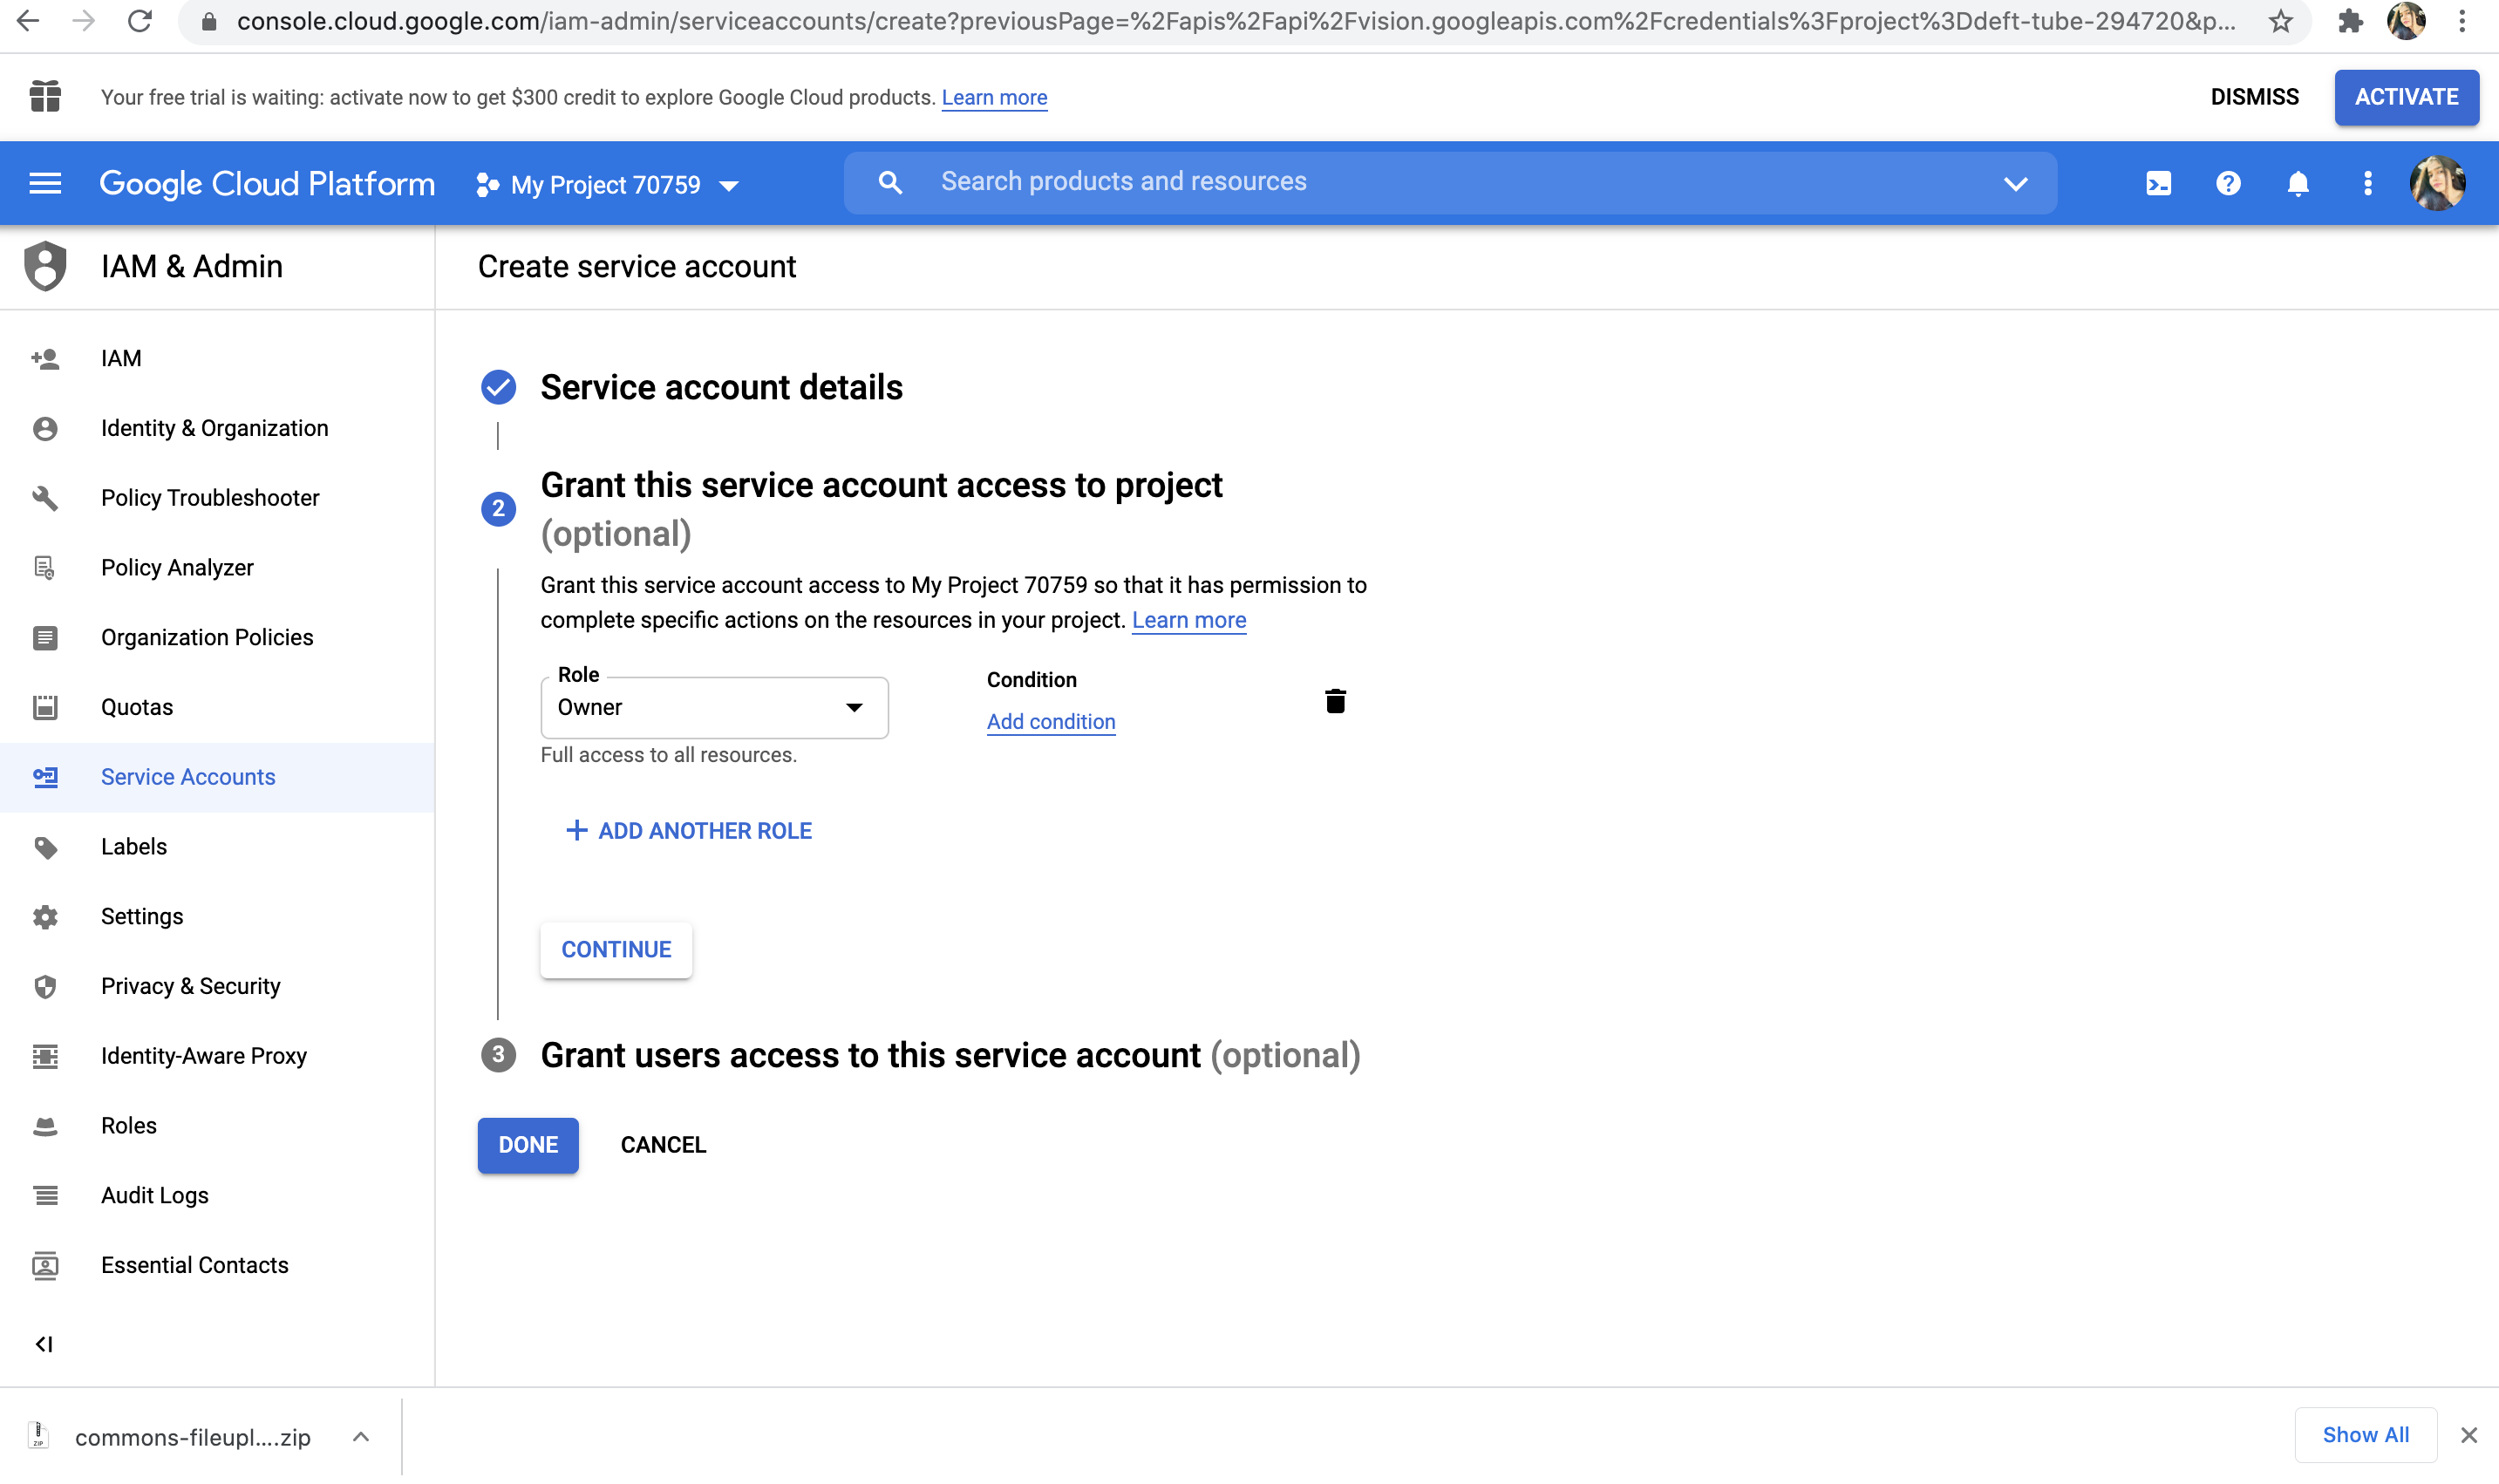 console.cloud.google.com/iam-admin/serviceaccounts/create?previousPage=%2Fapis%2Fapi%2Fvision.googleapis.com%2Fcredentials%3Fproject%3Ddeft-tube-294720&p...
Your free trial is waiting: activate now to get $300 credit to explore Google Cloud products. Learn more
DISMISS
ACTIVATE
Google Cloud Platform
My Project 70759
Search products and resources
IAM & Admin
Create service account
IAM
Identity & Organization
Policy Troubleshooter
Policy Analyzer
Organization Policies
Quotas
Service Accounts
Labels
Settings
Privacy & Security
Identity-Aware Proxy
Roles
Audit Logs
Essential Contacts
Service account details
2
Grant this service account access to project
(optional)
Grant this service account access to My Project 70759 so that it has permission to
complete specific actions on the resources in your project. Learn more
Role
Owner
Condition
Add condition
Full access to all resources.
ADD ANOTHER ROLE
CONTINUE
3
Grant users access to this service account (optional)
DONE
CANCEL
ZIP
commons-fileupl....zip
Show All